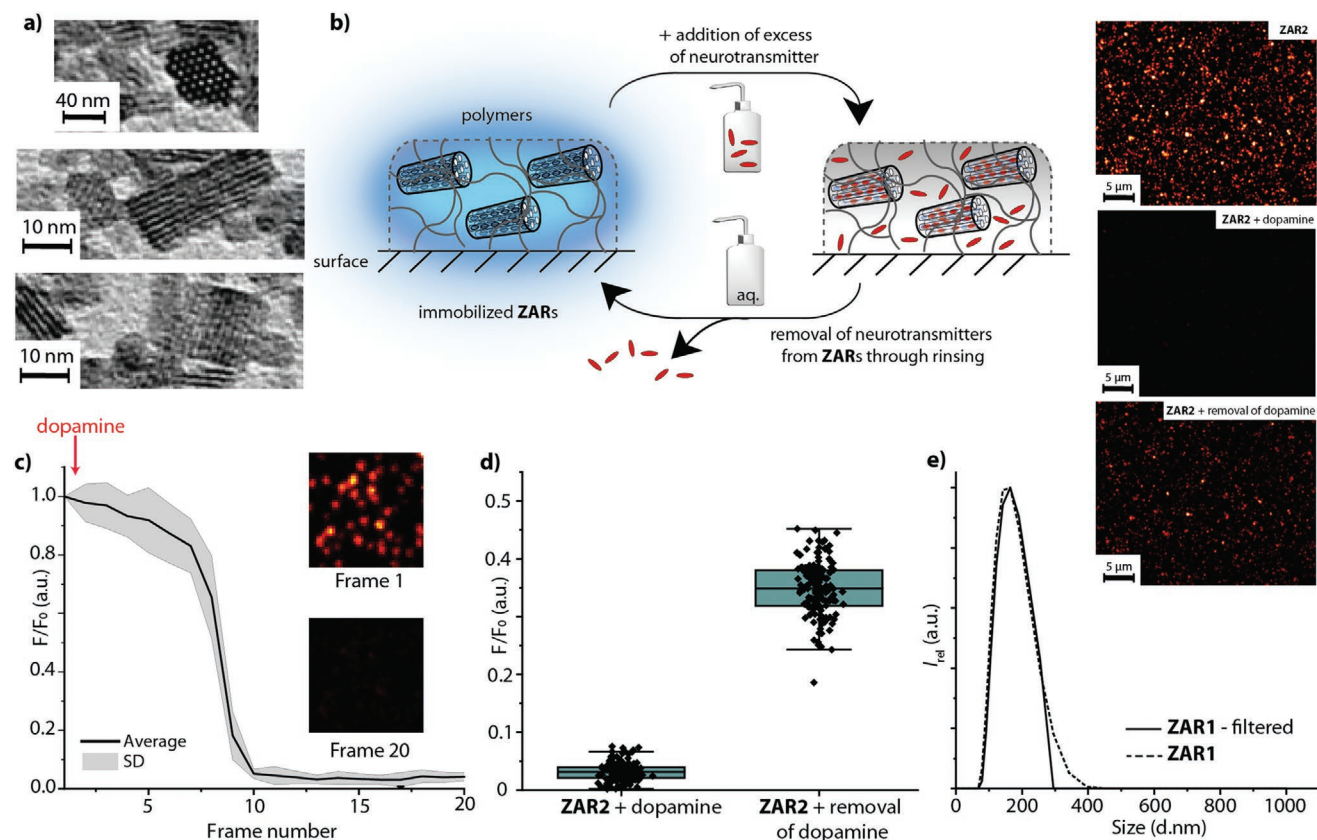 a)
40 nm
10 nm
10 nm
b)
+ addition of excess
of neurotransmitter
polymers
surface
immobilized ZARs
aq.
removal of neurotransmitters
from ZARs through rinsing
ZAR2
5 µm
ZAR2 + dopamine
5 µm
ZAR2 + removal of dopamine
5 µm
dopamine
c)
F/F₀ (a.u.)
1.0
0.8
0.6
0.4
0.2
0.0
5
10
15
20
Frame number
Average
SD
Frame 1
Frame 20
d)
F/F₀ (a.u.)
0.5
0.4
0.3
0.2
0.1
0
ZAR2 + dopamine
ZAR2 + removal
of dopamine
e)
Irel (a.u.)
ZAR1 - filtered
ZAR1
0
200
400
600
800
1000
Size (d.nm)